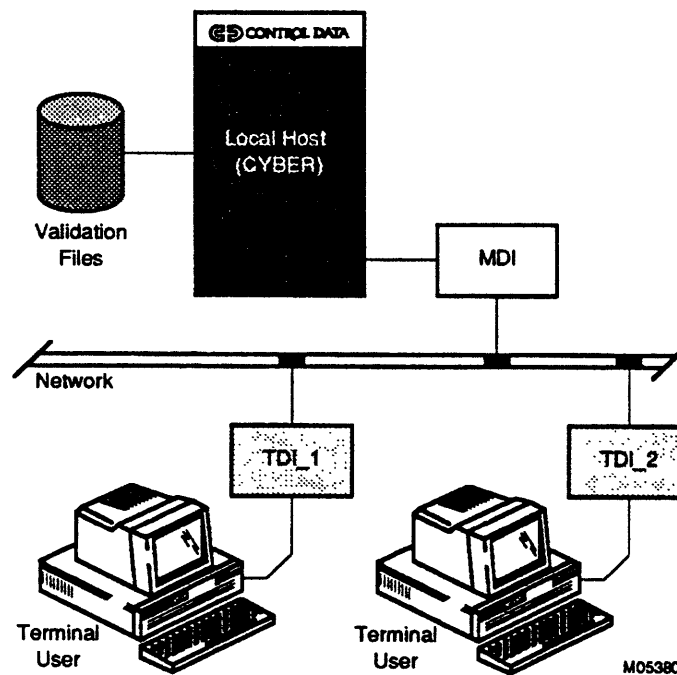 CONTROL DATA
Local Host
(CYBER)
Validation
Files
MDI
Network
TDI_1
TDI_2
Terminal
User
Terminal
User
M05380